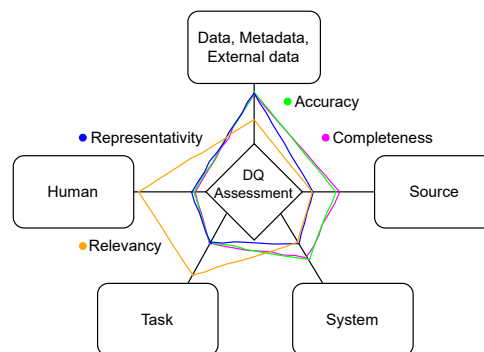 Data, Metadata,
External data
Accuracy
Representativity
Completeness
DQ
Assessment
Human
Source
Relevancy
Task
System